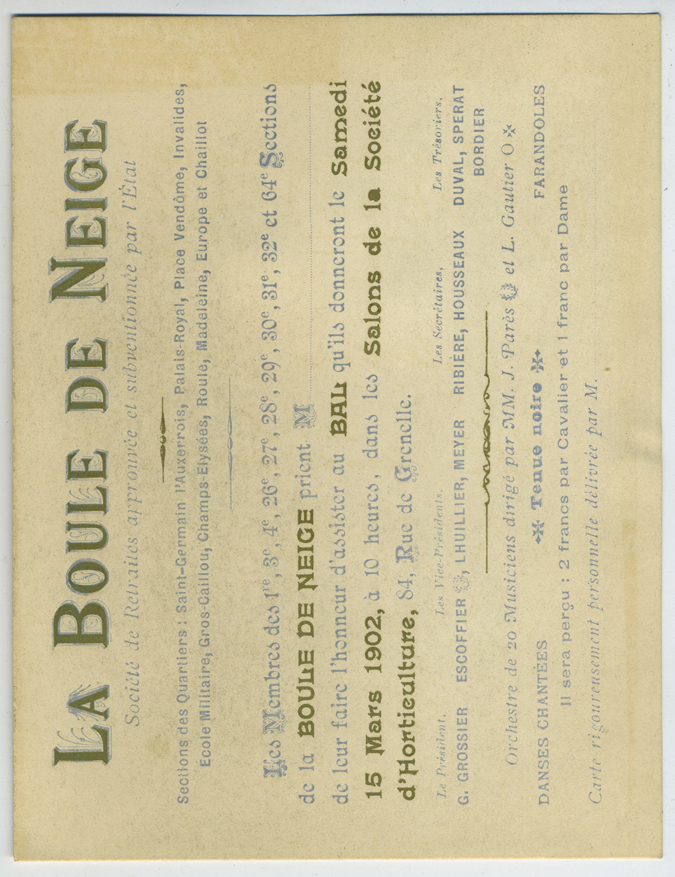 LA BOULE DE NEIGE
Société de Retraites approuvée et subventionnée par l'État
Sections des Quartiers : Saint-Germain l'Auxerrois, Palais-Royal, Place Vendôme, Invalides,
Ecole Militaire, Gros-Caillou, Champs-Elysées, Roule, Madeleine, Europe et Chaillot
Les Membres des 1re, 3e, 4e, 26e, 27e, 28e, 29e, 30e, 31e, 32e et 64e Sections
de la BOULE DE NEIGE prient M
de leur faire l'honneur d'assister au BAL qu'ils donneront le Samedi
15 Mars 1902, à 10 heures, dans les Salons de la Société
d'Horticulture, 84, Rue de Grenelle.
Le Président, Les Vice-Présidents, Les Secrétaires, Les Trésoriers,
G. GROSSIER ESCOFFIER, LHUILLIER, MEYER RIBIÈRE, HOUSSEAUX DUVAL, SPERAT
BORDIER
Orchestre de 20 Musiciens dirigé par MM. J. Parès et L. Gautier O
DANSES CHANTÉES Tenue noire FARANDOLES
Il sera perçu : 2 francs par Cavalier et 1 franc par Dame
Carte rigoureusement personnelle délivrée par M.